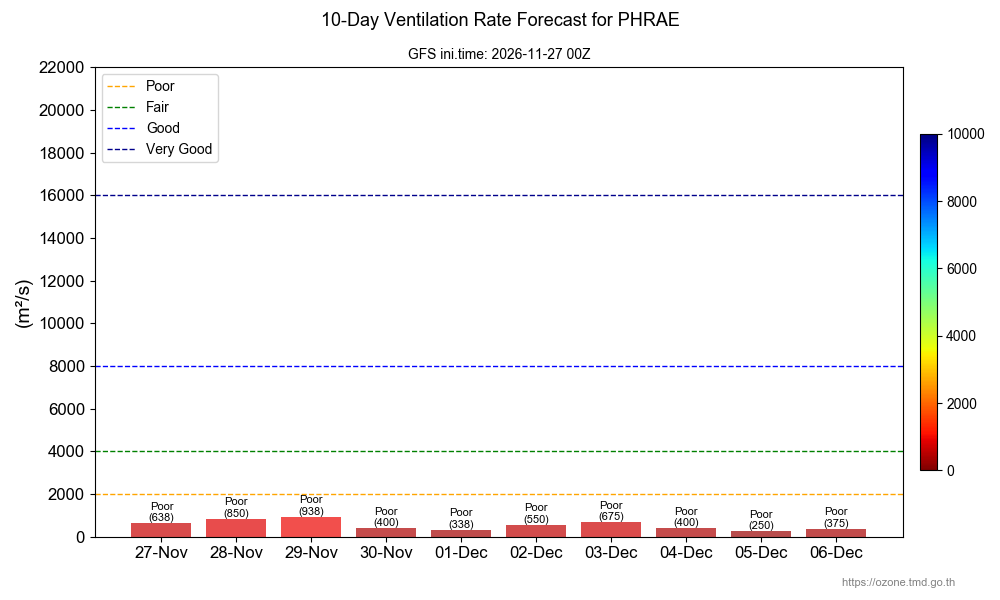 10-Day Ventilation Rate Forecast for PHRAE
GFS ini.time: 2026-11-27 00Z
(m²/s)
22000
20000
18000
16000
14000
12000
10000
8000
6000
4000
2000
0
Poor
Fair
Good
Very Good
Poor
(638)
Poor
(850)
Poor
(938)
Poor
(400)
Poor
(338)
Poor
(550)
Poor
(675)
Poor
(400)
Poor
(250)
Poor
(375)
27-Nov 28-Nov 29-Nov 30-Nov 01-Dec 02-Dec 03-Dec 04-Dec 05-Dec 06-Dec
10000
8000
6000
4000
2000
0
https://ozone.tmd.go.th